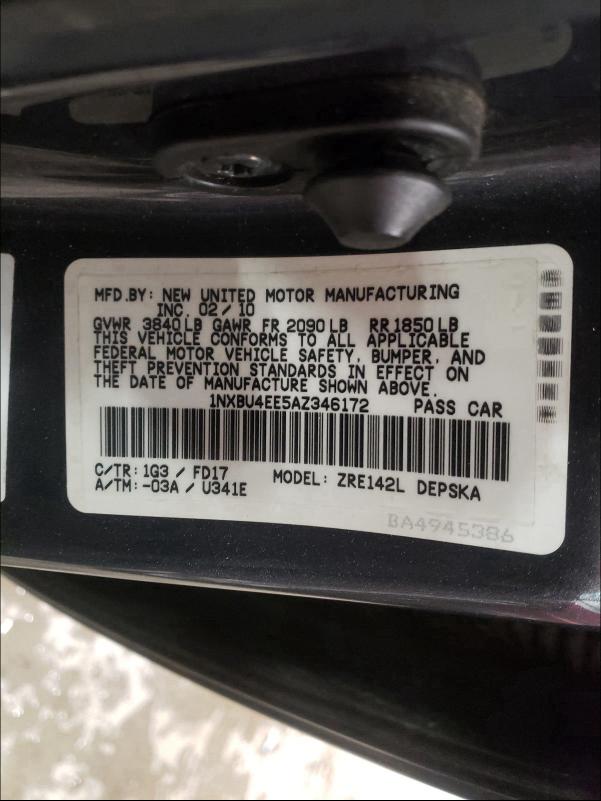 MFD.BY: NEW UNITED MOTOR MANUFACTURING
INC. 02/10
GVWR 3840LB GAWR FR 2090LB RR1850LB
THIS VEHICLE CONFORMS TO ALL APPLICABLE
FEDERAL MOTOR VEHICLE SAFETY, BUMPER, AND
THEFT PREVENTION STANDARDS IN EFFECT ON
THE DATE OF MANUFACTURE SHOWN ABOVE.
1NXBU4EE5AZ346172 PASS CAR
C/TR: 1G3 / FD17 MODEL: ZRE142L DEPSKA
A/TM: -03A / U341E
BA4945386